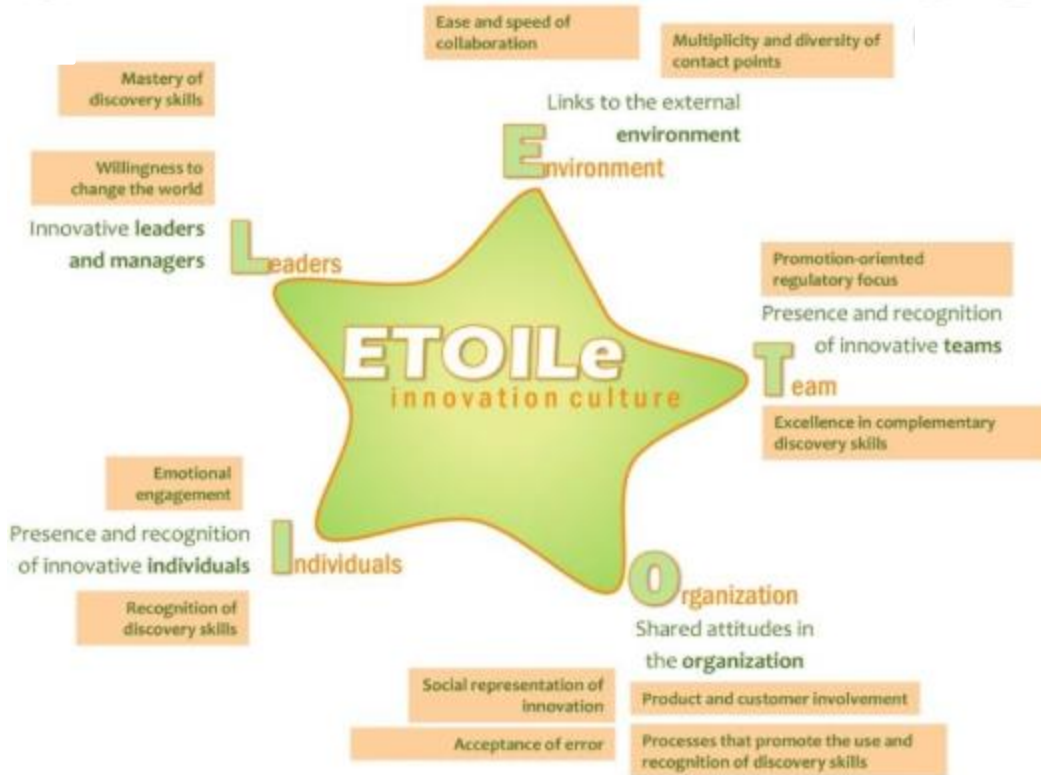 Ease and speed of
collaboration
Multiplicity and diversity of
contact points
Links to the external
environment
Environment
Mastery of
discovery skills
Willingness to
change the world
Innovative leaders
and managers
Leaders
Promotion-oriented
regulatory focus
Presence and recognition
of innovative teams
Team
Excellence in complementary
discovery skills
ETOILe
innovation culture
Emotional
engagement
Presence and recognition
of innovative individuals
Individuals
Recognition of
discovery skills
Organization
Shared attitudes in
the organization
Social representation of
innovation
Product and customer involvement
Acceptance of error
Processes that promote the use and
recognition of discovery skills